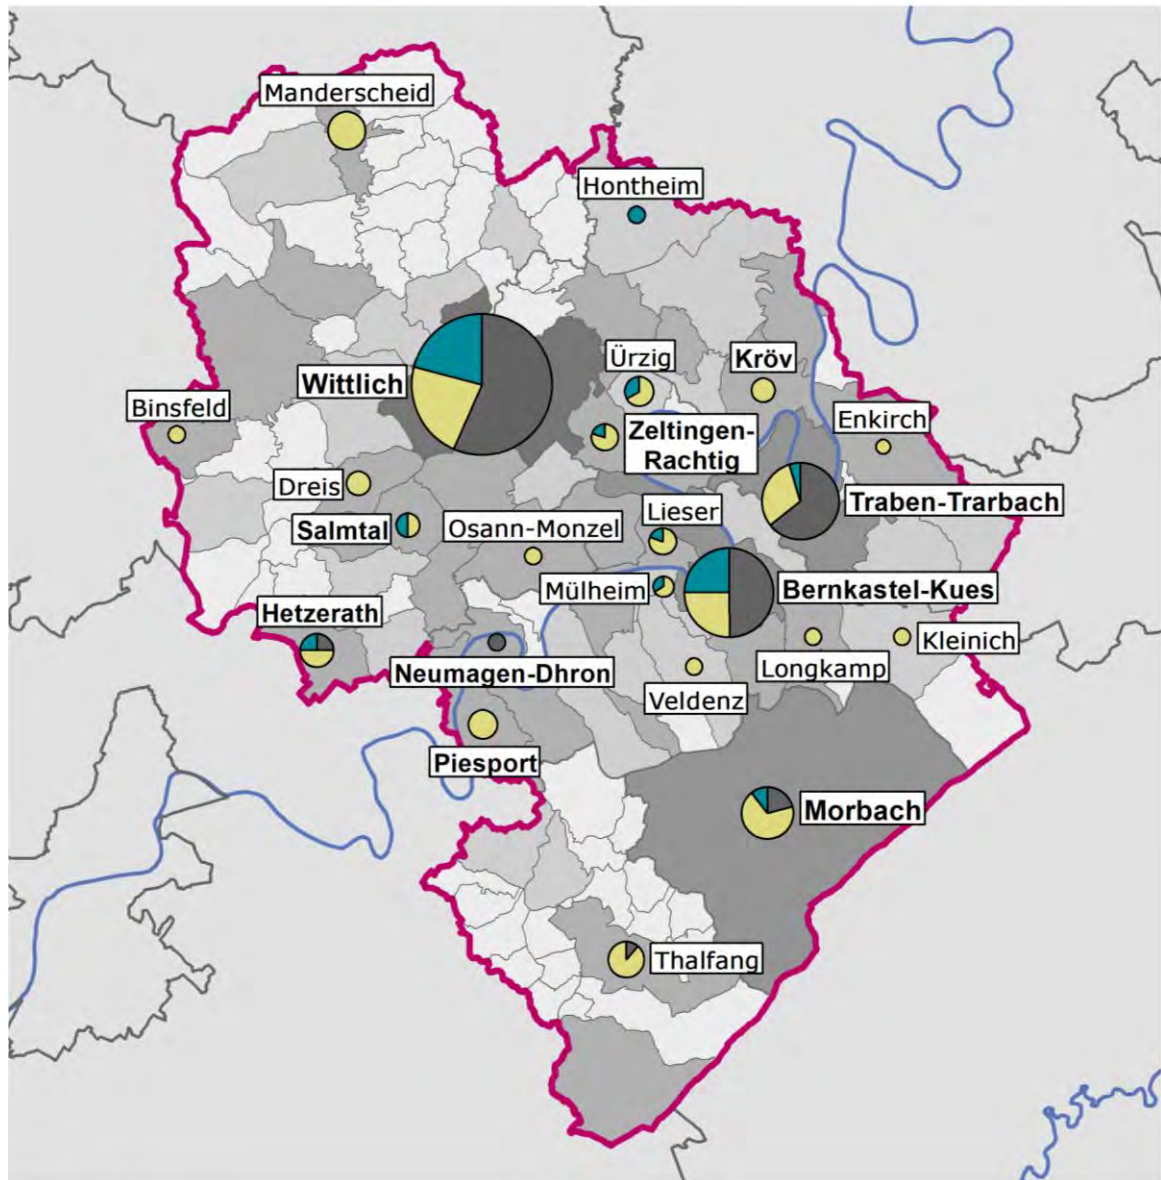 Manderscheid
Hontheim
Ürzig
Kröv
Wittlich
Binsfeld
Enkirch
Zeltingen-
Rachtig
Dreis
Traben-Trarbach
Lieser
Salmtal
Osann-Monzel
Mülheim
Bernkastel-Kues
Hetzerath
Kleinich
Longkamp
Neumagen-Dhron
Veldenz
Piesport
Morbach
Thalfang